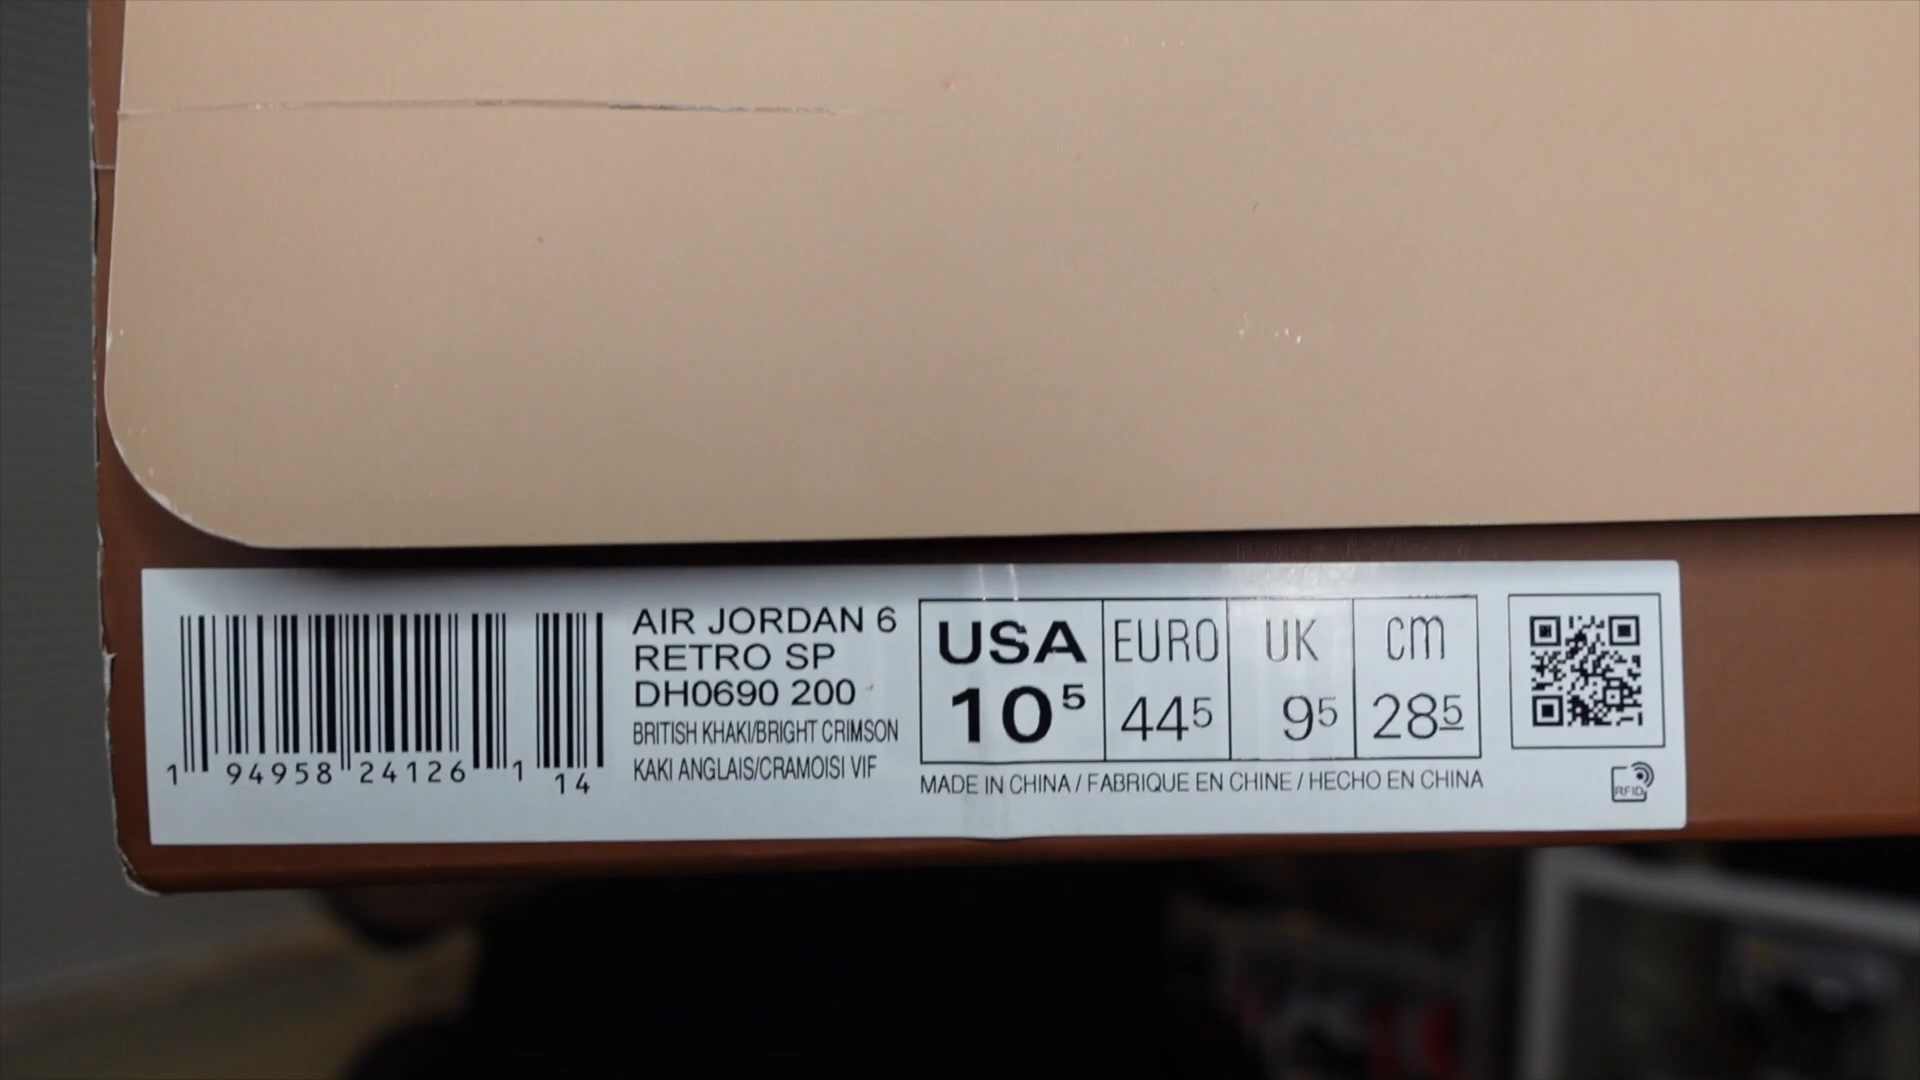 AIR JORDAN 6
RETRO SP
DH0690 200
BRITISH KHAKI/BRIGHT CRIMSON
KAKI ANGLAIS/CRAMOISI VIF
1 94958 24126 1 14
USA EURO UK cm
10⁵ 44⁵ 9⁵ 28⁵
MADE IN CHINA / FABRIQUE EN CHINE / HECHO EN CHINA
RFID